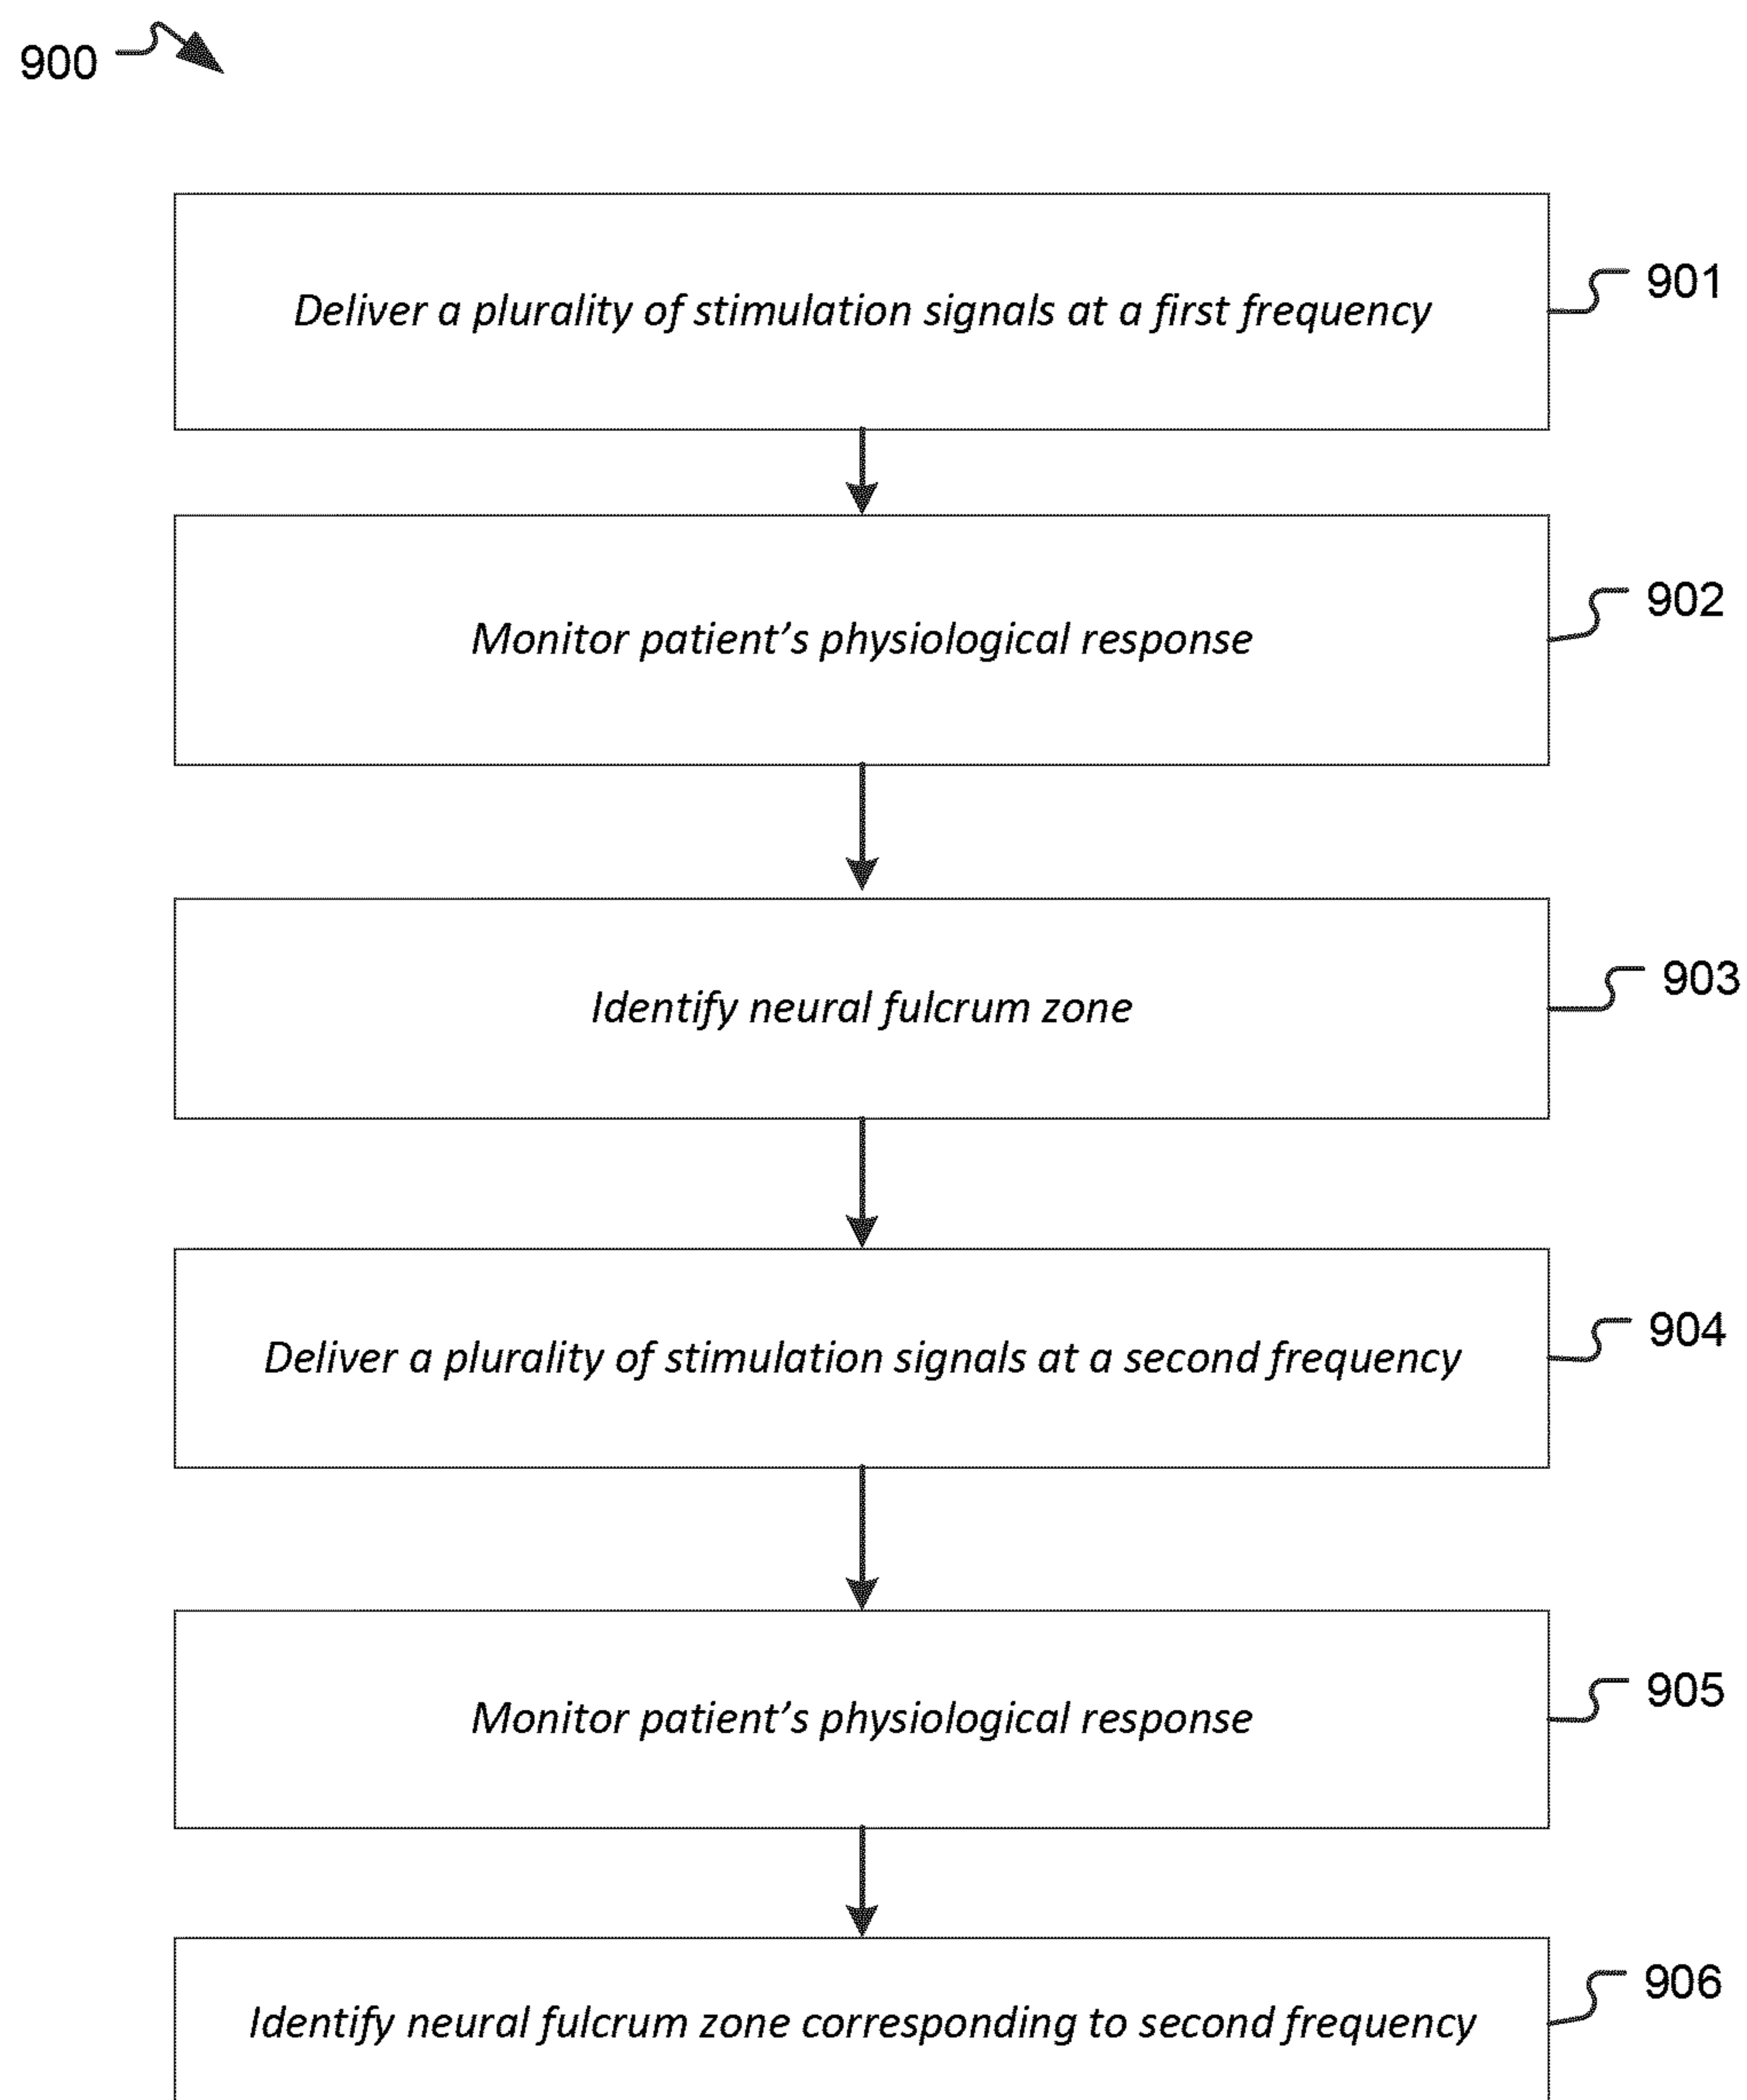 900
Deliver a plurality of stimulation signals at a first frequency
901
Monitor patient’s physiological response
902
Identify neural fulcrum zone
903
Deliver a plurality of stimulation signals at a second frequency
904
Monitor patient’s physiological response
905
Identify neural fulcrum zone corresponding to second frequency
906